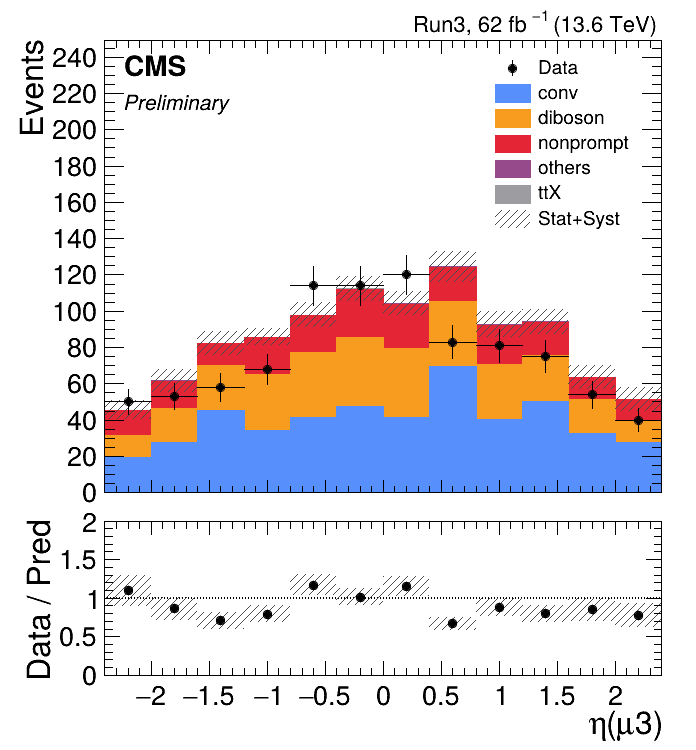 Run3, 62 fb⁻¹ (13.6 TeV)
CMS
Preliminary
Events
240
220
200
180
160
140
120
100
80
60
40
20
0
Data
conv
diboson
nonprompt
others
ttX
Stat+Syst
Data / Pred
2
1.5
1
0.5
0
−2 −1.5 −1 −0.5 0 0.5 1 1.5 2
η(μ3)